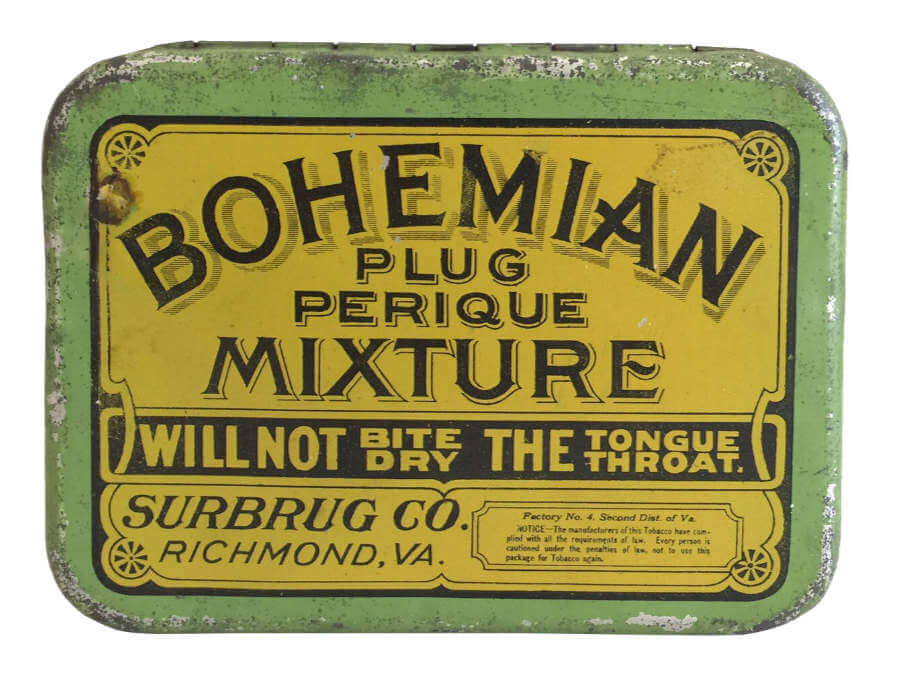 BOHEMIAN
PLUG
PERIQUE
MIXTURE
WILL NOT BITE DRY THE TONGUE THROAT.
SURBRUG CO.
RICHMOND, VA.
Factory No. 4. Second Dist. of Va.
NOTICE—The manufacturers of this Tobacco have com-
plied with all the requirements of law. Every person is
cautioned under the penalties of law, not to use this
package for Tobacco again.